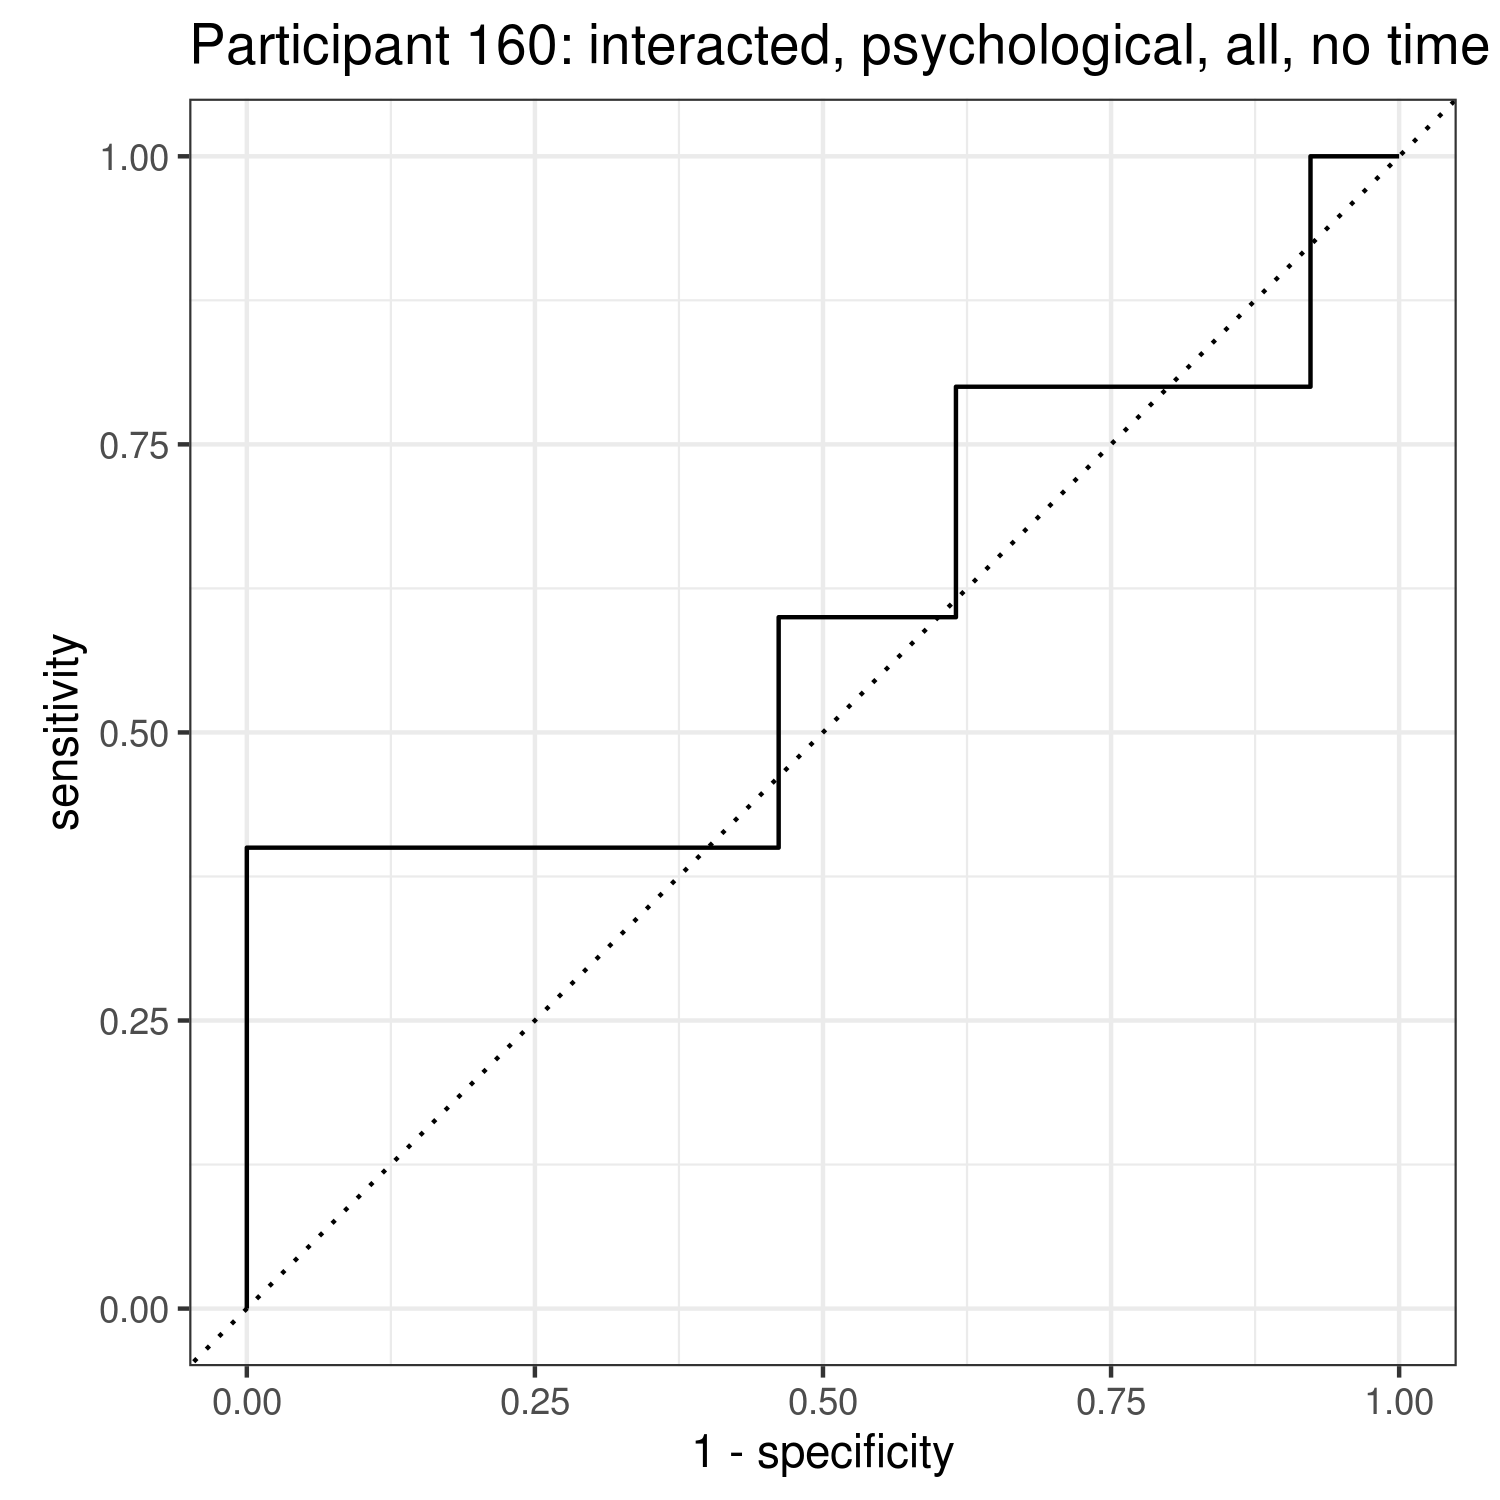 Participant 160: interacted, psychological, all, no time
1.00
0.75
0.50
0.25
0.00
sensitivity
0.00 0.25 0.50 0.75 1.00
1 - specificity